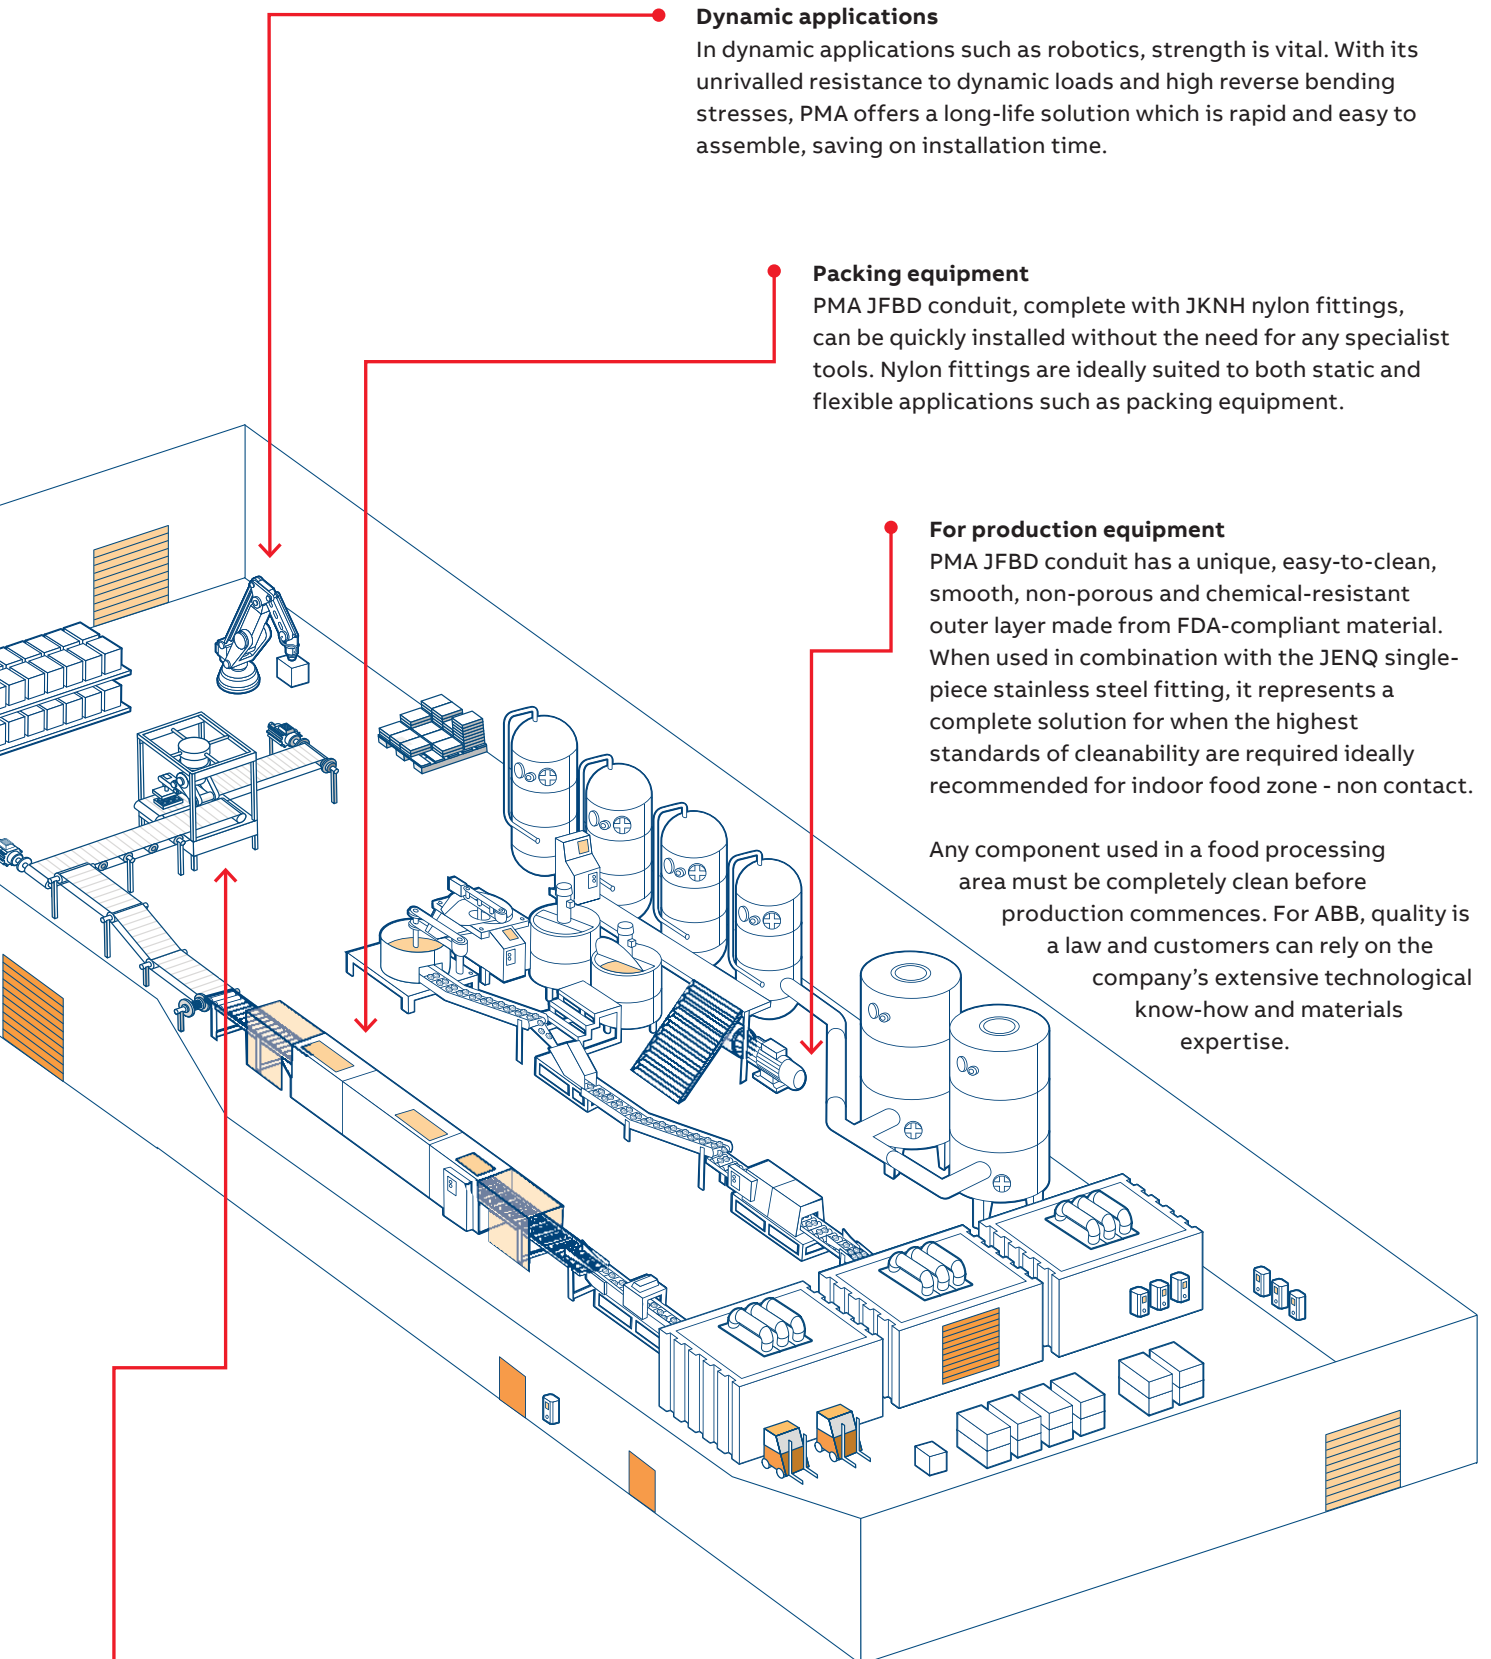 Dynamic applications
In dynamic applications such as robotics, strength is vital. With its
unrivalled resistance to dynamic loads and high reverse bending
stresses, PMA offers a long-life solution which is rapid and easy to
assemble, saving on installation time.
Packing equipment
PMA JFBD conduit, complete with JKNH nylon fittings,
can be quickly installed without the need for any specialist
tools. Nylon fittings are ideally suited to both static and
flexible applications such as packing equipment.
For production equipment
PMA JFBD conduit has a unique, easy-to-clean,
smooth, non-porous and chemical-resistant
outer layer made from FDA-compliant material.
When used in combination with the JENQ single-
piece stainless steel fitting, it represents a
complete solution for when the highest
standards of cleanability are required ideally
recommended for indoor food zone - non contact.
Any component used in a food processing
area must be completely clean before
production commences. For ABB, quality is
a law and customers can rely on the
company’s extensive technological
know-how and materials
expertise.